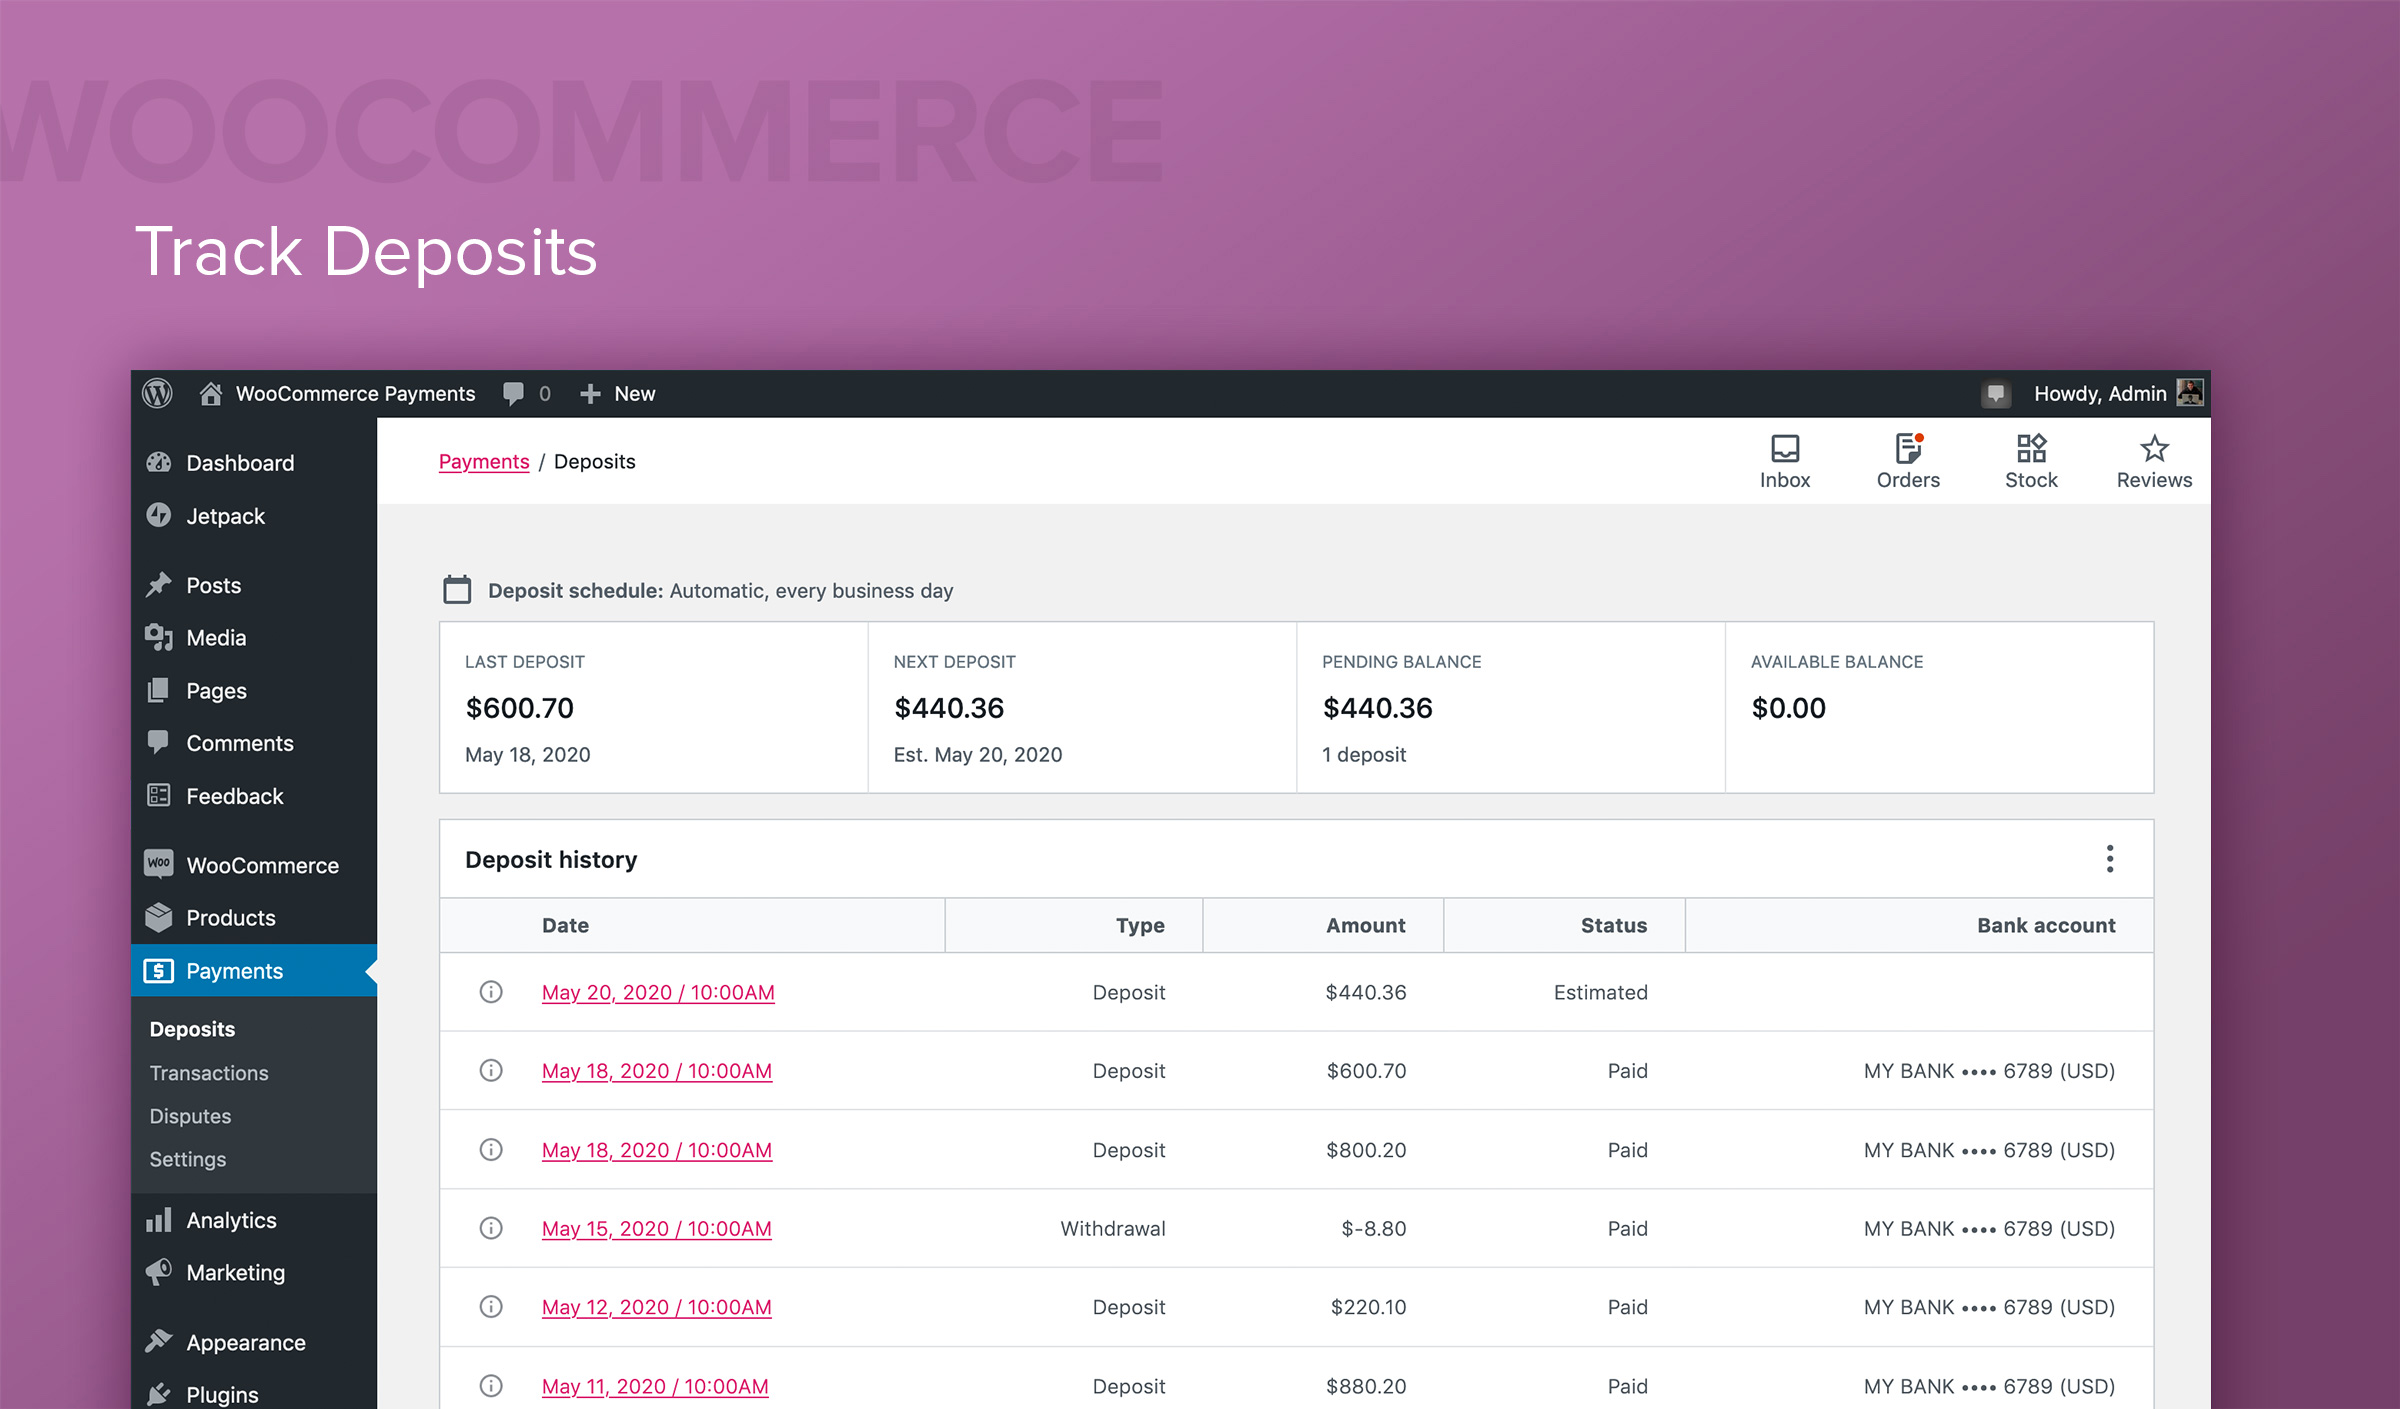 WOOCOMMERCE
Track Deposits
WooCommerce Payments 0 New Howdy, Admin
Dashboard
Jetpack
Posts
Media
Pages
Comments
Feedback
WOO WooCommerce
Products
$ Payments
Deposits
Transactions
Disputes
Settings
Analytics
Marketing
Appearance
Plugins
Payments / Deposits
Inbox Orders Stock Reviews
Deposit schedule: Automatic, every business day
LAST DEPOSIT NEXT DEPOSIT PENDING BALANCE AVAILABLE BALANCE
$600.70 $440.36 $440.36 $0.00
May 18, 2020 Est. May 20, 2020 1 deposit
Deposit history
Date Type Amount Status Bank account
May 20, 2020 / 10:00AM Deposit $440.36 Estimated
May 18, 2020 / 10:00AM Deposit $600.70 Paid MY BANK •••• 6789 (USD)
May 18, 2020 / 10:00AM Deposit $800.20 Paid MY BANK •••• 6789 (USD)
May 15, 2020 / 10:00AM Withdrawal $-8.80 Paid MY BANK •••• 6789 (USD)
May 12, 2020 / 10:00AM Deposit $220.10 Paid MY BANK •••• 6789 (USD)
May 11, 2020 / 10:00AM Deposit $880.20 Paid MY BANK •••• 6789 (USD)